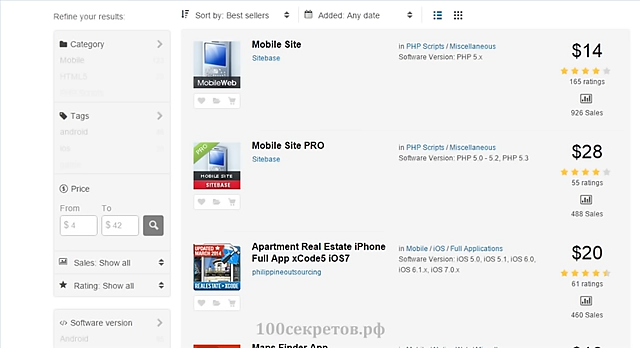 Refine your results:
Sort by: Best sellers
Added: Any date
Category
Mobile
HTML5
Tags
android
ios
Price
From
To
$ 4
$ 42
Sales: Show all
Rating: Show all
Software version
Android
Mobile Site
Sitebase
MobileWeb
in PHP Scripts / Miscellaneous
Software Version: PHP 5.x
$14
165 ratings
926 Sales
Mobile Site PRO
Sitebase
PRO
MOBILE SITE
SITEBASE
in PHP Scripts / Miscellaneous
Software Version: PHP 5.0 - 5.2, PHP 5.3
$28
55 ratings
488 Sales
Apartment Real Estate iPhone
Full App xCode5 iOS7
philippineoutsourcing
UPDATED
MARCH 2014
REAL ESTATE + XCODE
in Mobile / iOS / Full Applications
Software Version: iOS 5.0, iOS 5.1, iOS 6.0,
iOS 6.1.x, iOS 7.0.x
$20
61 ratings
460 Sales
100секретов.рф
Maps Finder App